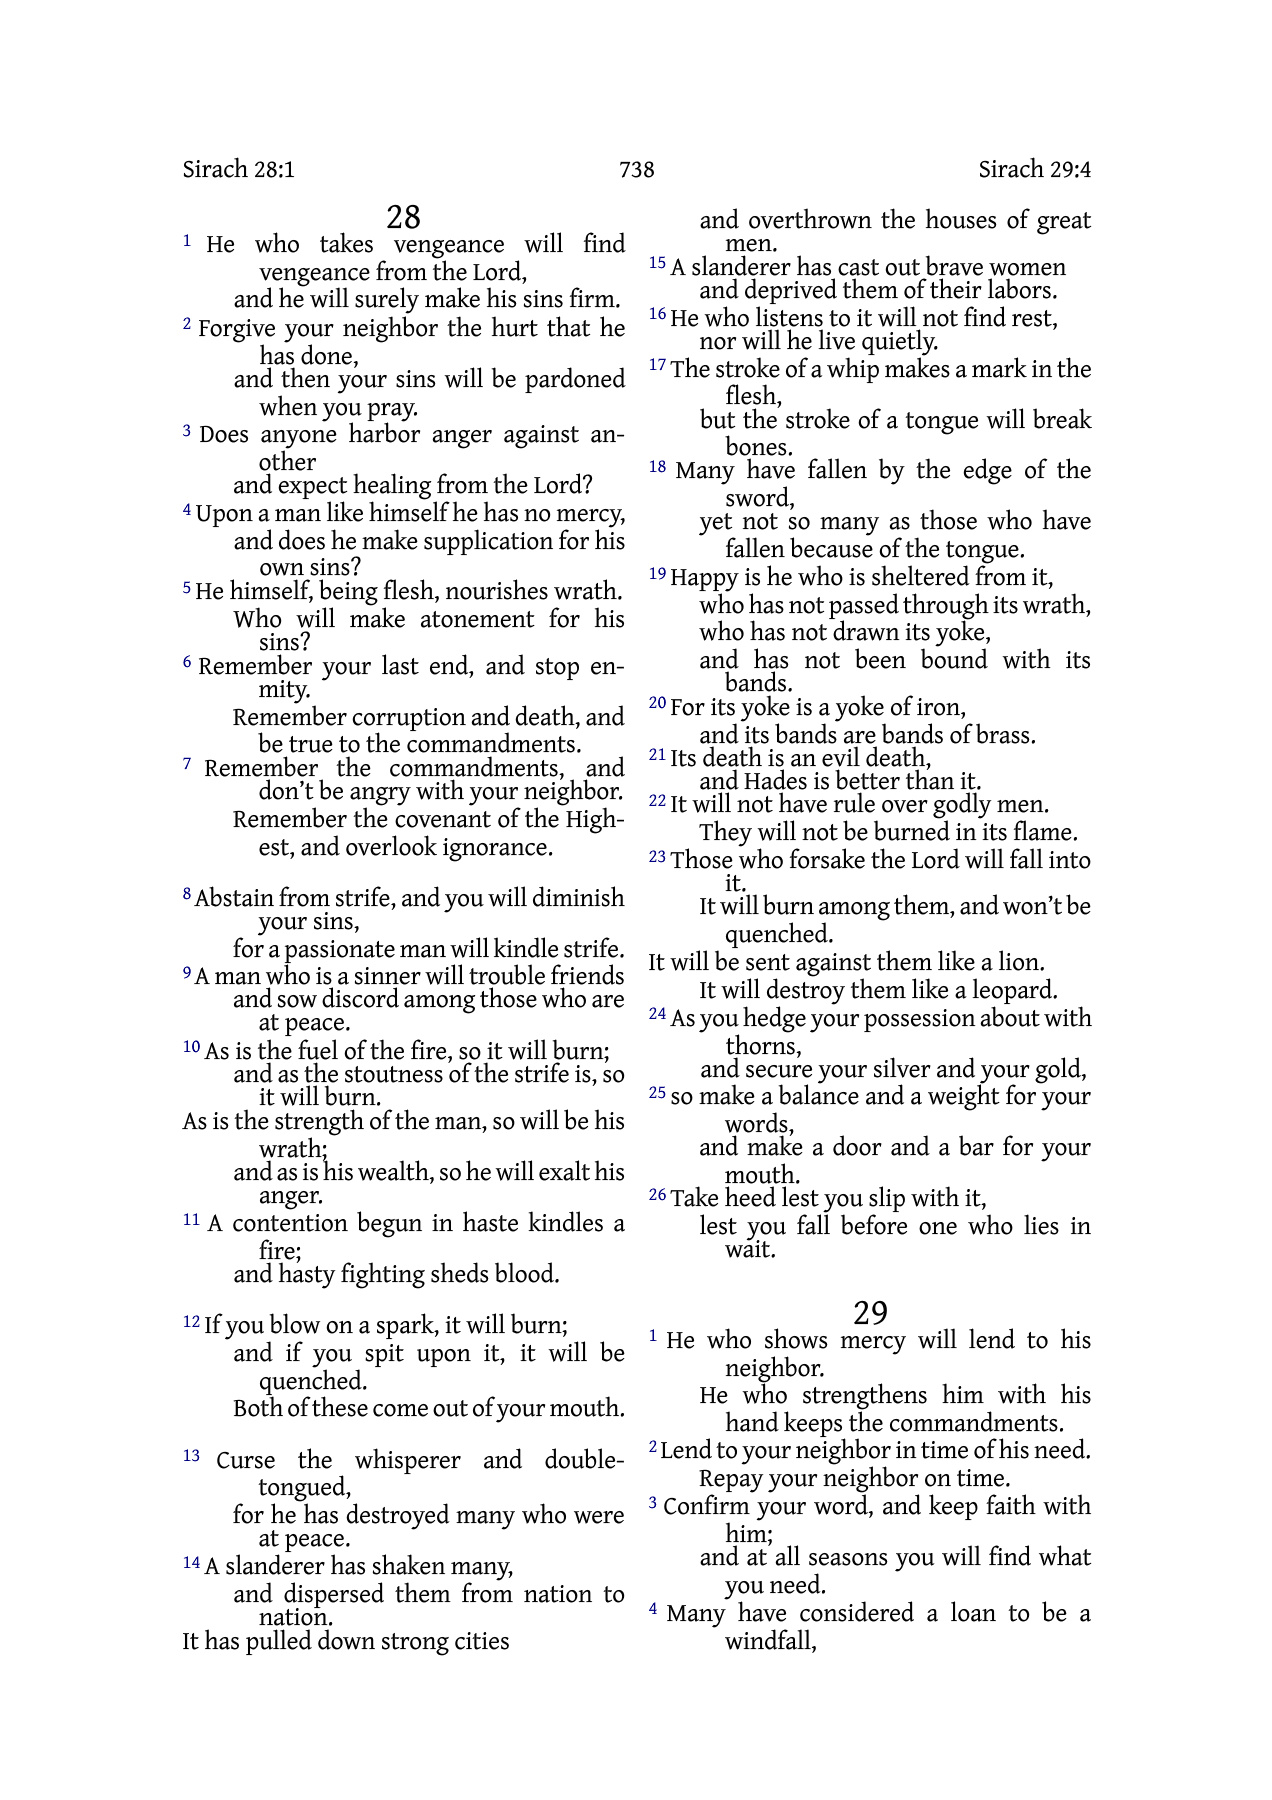 Sirach 28:1 738 Sirach 29:4
28
1 He who takes vengeance will find
vengeance from the Lord,
and he will surely make his sins firm.
2 Forgive your neighbor the hurt that he
has done,
and then your sins will be pardoned
when you pray.
3 Does anyone harbor anger against an-
other
and expect healing from the Lord?
4 Upon a man like himself he has no mercy,
and does he make supplication for his
own sins?
5 He himself, being flesh, nourishes wrath.
Who will make atonement for his
sins?
6 Remember your last end, and stop en-
mity.
Remember corruption and death, and
be true to the commandments.
7 Remember the commandments, and
don’t be angry with your neighbor.
Remember the covenant of the High-
est, and overlook ignorance.
8 Abstain from strife, and you will diminish
your sins,
for a passionate man will kindle strife.
9 A man who is a sinner will trouble friends
and sow discord among those who are
at peace.
10 As is the fuel of the fire, so it will burn;
and as the stoutness of the strife is, so
it will burn.
As is the strength of the man, so will be his
wrath;
and as is his wealth, so he will exalt his
anger.
11 A contention begun in haste kindles a
fire;
and hasty fighting sheds blood.
12 If you blow on a spark, it will burn;
and if you spit upon it, it will be
quenched.
Both of these come out of your mouth.
13 Curse the whisperer and double-
tongued,
for he has destroyed many who were
at peace.
14 A slanderer has shaken many,
and dispersed them from nation to
nation.
It has pulled down strong cities
and overthrown the houses of great
men.
15 A slanderer has cast out brave women
and deprived them of their labors.
16 He who listens to it will not find rest,
nor will he live quietly.
17 The stroke of a whip makes a mark in the
flesh,
but the stroke of a tongue will break
bones.
18 Many have fallen by the edge of the
sword,
yet not so many as those who have
fallen because of the tongue.
19 Happy is he who is sheltered from it,
who has not passed through its wrath,
who has not drawn its yoke,
and has not been bound with its
bands.
20 For its yoke is a yoke of iron,
and its bands are bands of brass.
21 Its death is an evil death,
and Hades is better than it.
22 It will not have rule over godly men.
They will not be burned in its flame.
23 Those who forsake the Lord will fall into
it.
It will burn among them, and won’t be
quenched.
It will be sent against them like a lion.
It will destroy them like a leopard.
24 As you hedge your possession about with
thorns,
and secure your silver and your gold,
25 so make a balance and a weight for your
words,
and make a door and a bar for your
mouth.
26 Take heed lest you slip with it,
lest you fall before one who lies in
wait.
29
1 He who shows mercy will lend to his
neighbor.
He who strengthens him with his
hand keeps the commandments.
2 Lend to your neighbor in time of his need.
Repay your neighbor on time.
3 Confirm your word, and keep faith with
him;
and at all seasons you will find what
you need.
4 Many have considered a loan to be a
windfall,